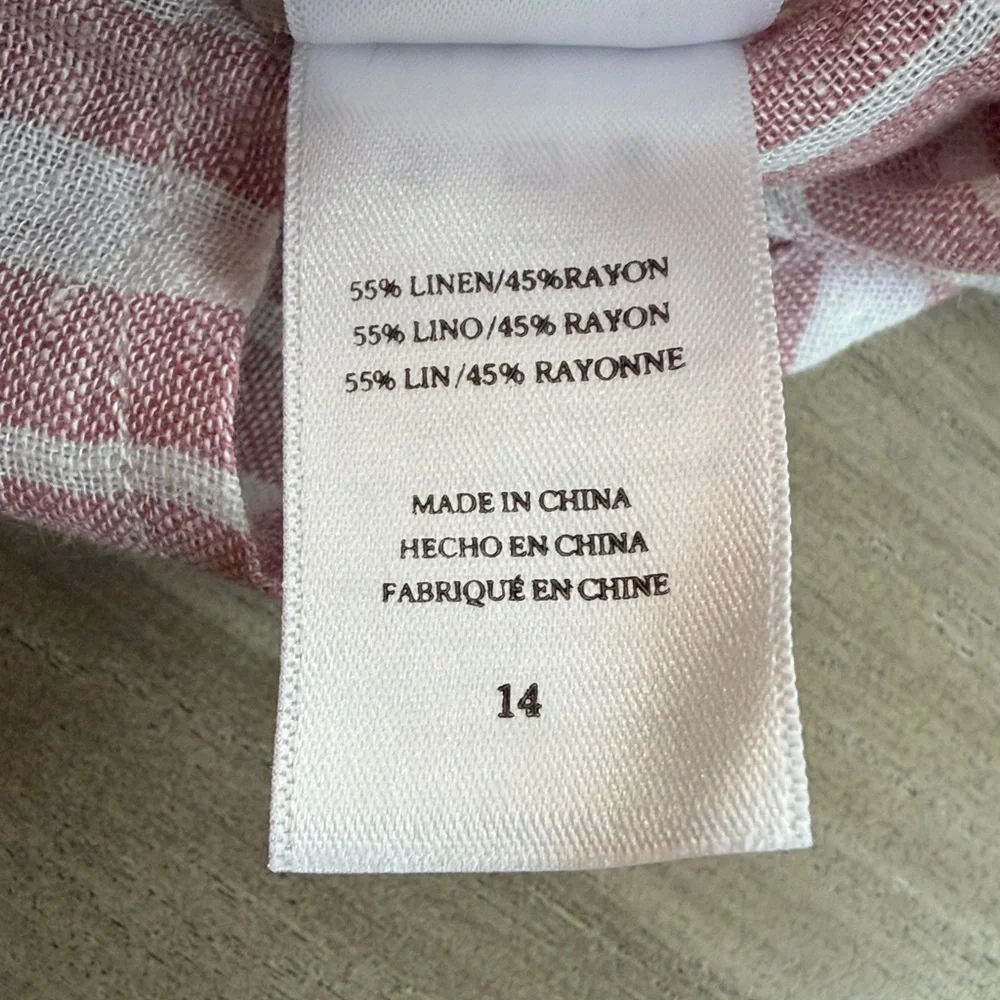 55% LINEN/45%RAYON
55% LINO/45% RAYON
55% LIN/45% RAYONNE
MADE IN CHINA
HECHO EN CHINA
FABRIQUÉ EN CHINE
14